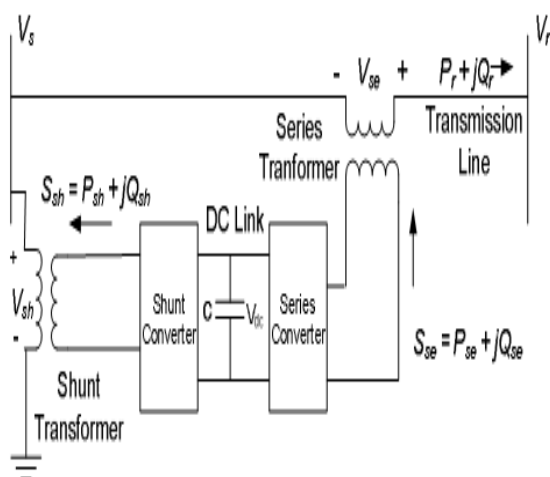 Vs
Vr
- Vse +
Pr + jQr
Series
Tranformer
Transmission
Line
Ssh = Psh + jQsh
DC Link
+
Vsh
-
Shunt
Converter
C
Vdc
Series
Converter
Sse = Pse + jQse
Shunt
Transformer